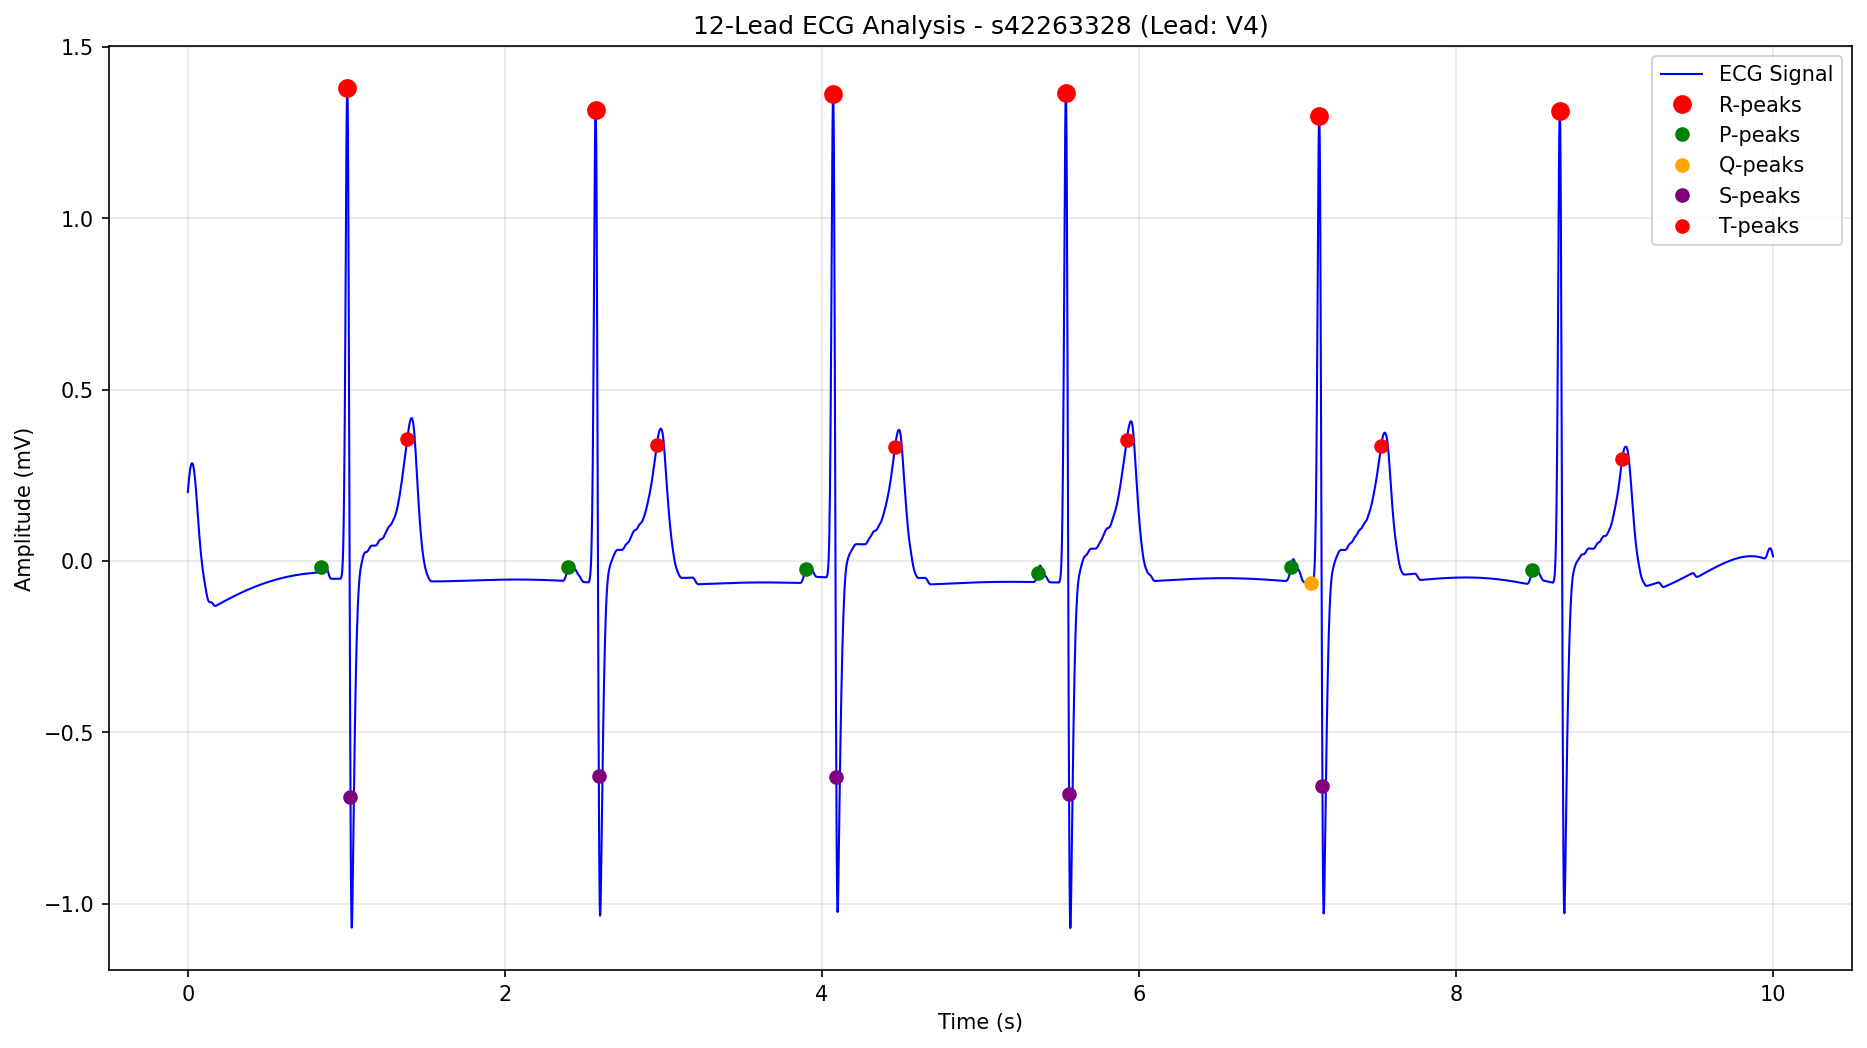 12-Lead ECG Analysis - s42263328 (Lead: V4)
1.5
1.0
0.5
0.0
−0.5
−1.0
Amplitude (mV)
ECG Signal
R-peaks
P-peaks
Q-peaks
S-peaks
T-peaks
0 2 4 6 8 10
Time (s)